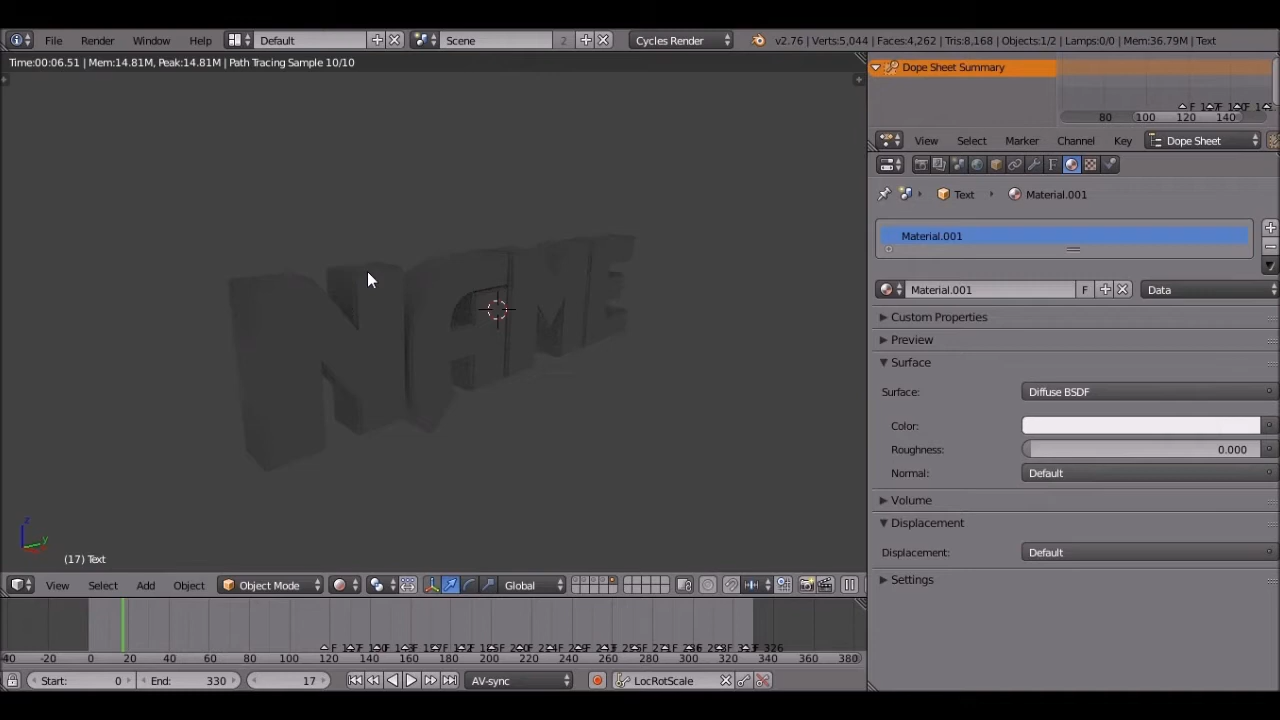 File Render Window Help Default Scene 2 Cycles Render v2.76 | Verts:5,044 | Faces:4,262 | Tris:8,168 | Objects:1/2 | Lamps:0/0 | Mem:36.79M | Text
Time:00:06.51 | Mem:14.81M, Peak:14.81M | Path Tracing Sample 10/10
Dope Sheet Summary
80 100 120 140
View Select Marker Channel Key Dope Sheet
Text Material.001
Material.001
Material.001 F Data
Custom Properties
Preview
Surface
Surface: Diffuse BSDF
Color:
Roughness: 0.000
Normal: Default
Volume
Displacement
Displacement: Default
Settings
NAME
z
y
(17) Text
View Select Add Object Object Mode Global
-40 -20 0 20 40 60 80 100 120 140 160 180 200 220 240 260 280 300 320 340 360 380
Start: 0 End: 330 17 AV-sync LocRotScale